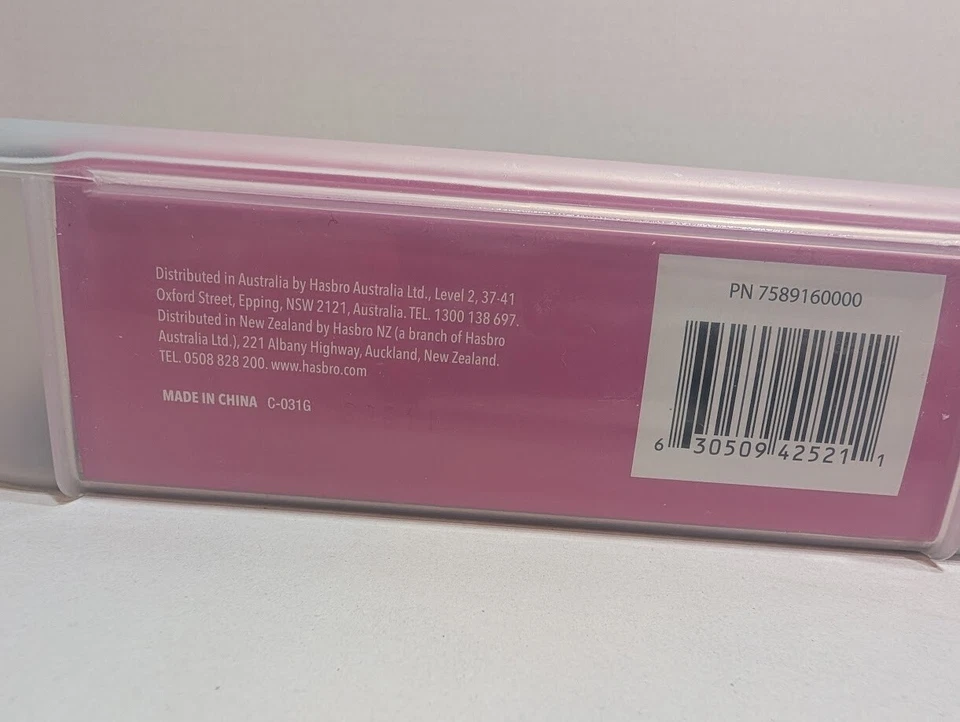 Distributed in Australia by Hasbro Australia Ltd., Level 2, 37-41
Oxford Street, Epping, NSW 2121, Australia. TEL. 1300 138 697.
Distributed in New Zealand by Hasbro NZ (a branch of Hasbro
Australia Ltd.), 221 Albany Highway, Auckland, New Zealand.
TEL. 0508 828 200. www.hasbro.com
MADE IN CHINA C-031G
PN 7589160000
6 30509 42521 1